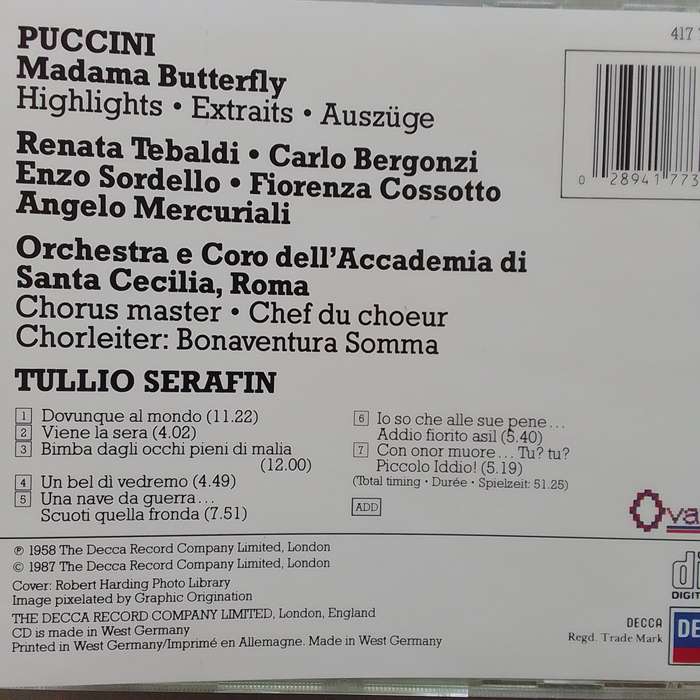 PUCCINI
417
Madama Butterfly
Highlights • Extraits • Auszüge
Renata Tebaldi • Carlo Bergonzi
Enzo Sordello • Fiorenza Cossotto
Angelo Mercuriali
0 28941 773
Orchestra e Coro dell'Accademia di
Santa Cecilia, Roma
Chorus master • Chef du choeur
Chorleiter: Bonaventura Somma
TULLIO SERAFIN
1 Dovunque al mondo (11.22)
2 Viene la sera (4.02)
3 Bimba dagli occhi pieni di malia
(12.00)
4 Un bel dì vedremo (4.49)
5 Una nave da guerra...
Scuoti quella fronda (7.51)
6 Io so che alle sue pene...
Addio fiorito asil (5.40)
7 Con onor muore... Tu? tu?
Piccolo Iddio! (5.19)
(Total timing • Durée • Spielzeit: 51.25)
ADD
Ova
℗ 1958 The Decca Record Company Limited, London
© 1987 The Decca Record Company Limited, London
Cover: Robert Harding Photo Library
Image pixelated by Graphic Origination
THE DECCA RECORD COMPANY LIMITED, London, England
CD is made in West Germany
Printed in West Germany/Imprimé en Allemagne. Made in West Germany
di
DIGIT
DECCA
Regd. Trade Mark
DE